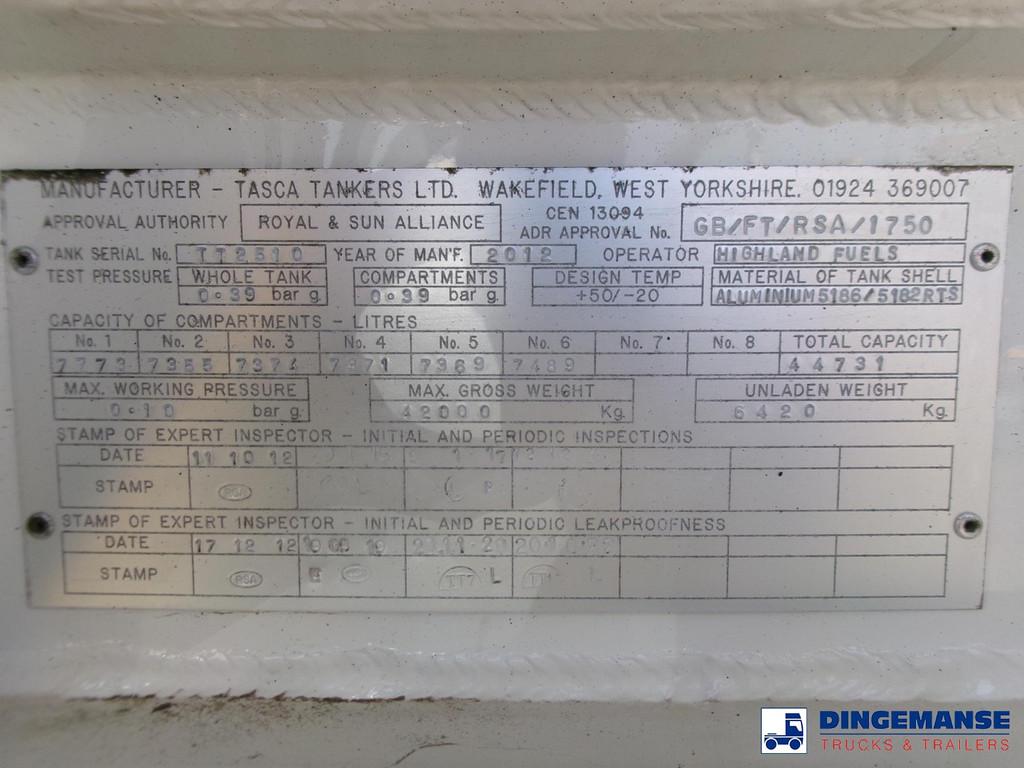 MANUFACTURER - TASCA TANKERS LTD. WAKEFIELD, WEST YORKSHIRE. 01924 369007
APPROVAL AUTHORITY ROYAL & SUN ALLIANCE CEN 13094 ADR APPROVAL No. GB/FT/RSA/1750
TANK SERIAL No. TT2510 YEAR OF MAN'F. 2012 OPERATOR HIGHLAND FUELS
TEST PRESSURE WHOLE TANK COMPARTMENTS DESIGN TEMP MATERIAL OF TANK SHELL
0.39 bar g 0.39 bar g. +50/-20 ALUMINIUM5186/5182RTS
CAPACITY OF COMPARTMENTS - LITRES
No. 1 No. 2 No. 3 No. 4 No. 5 No. 6 No. 7 No. 8 TOTAL CAPACITY
7773 7355 7374 7371 7369 7489 44731
MAX. WORKING PRESSURE MAX. GROSS WEIGHT UNLADEN WEIGHT
0.10 bar g. 42000 Kg. 6420 Kg.
STAMP OF EXPERT INSPECTOR - INITIAL AND PERIODIC INSPECTIONS
DATE 11 10 12
STAMP RSA
STAMP OF EXPERT INSPECTOR - INITIAL AND PERIODIC LEAKPROOFNESS
DATE 17 12 12
STAMP RSA TT7 L
DINGEMANSE
TRUCKS & TRAILERS